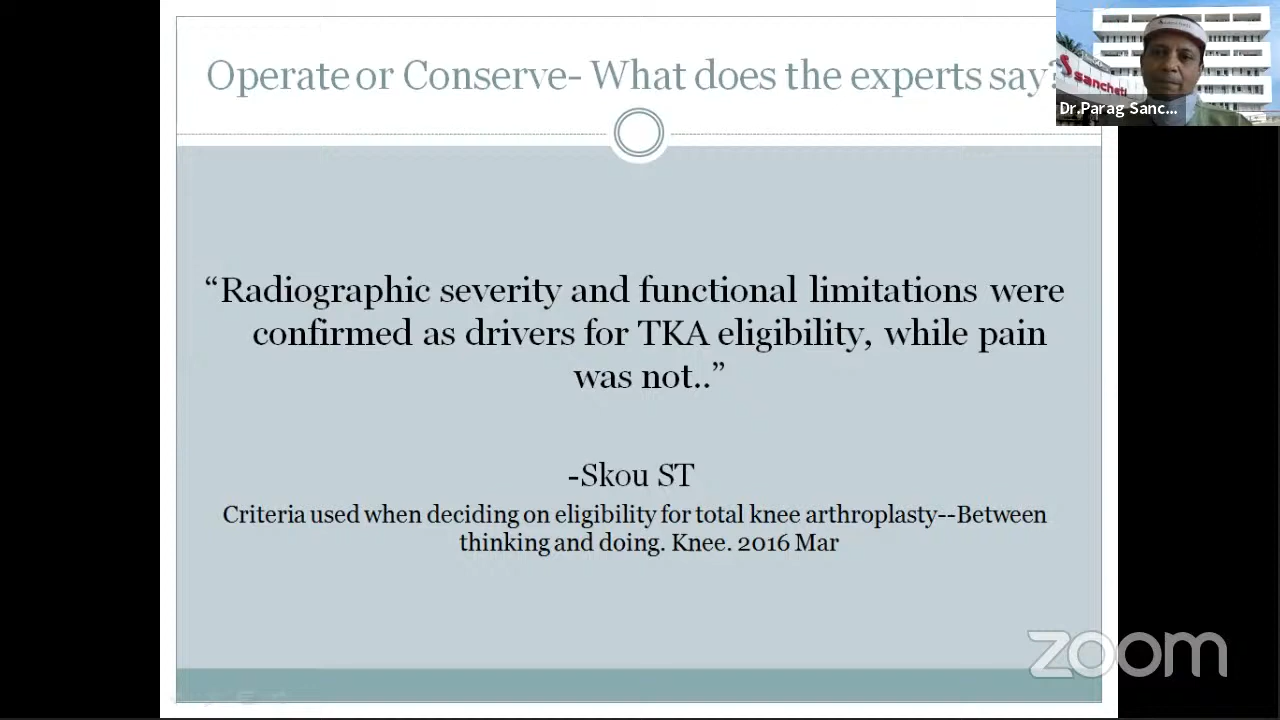 Operate or Conserve- What does the experts say?
Sancheti
Dr.Parag Sanc...
“Radiographic severity and functional limitations were
confirmed as drivers for TKA eligibility, while pain
was not..”
-Skou ST
Criteria used when deciding on eligibility for total knee arthroplasty--Between
thinking and doing. Knee. 2016 Mar
zoom